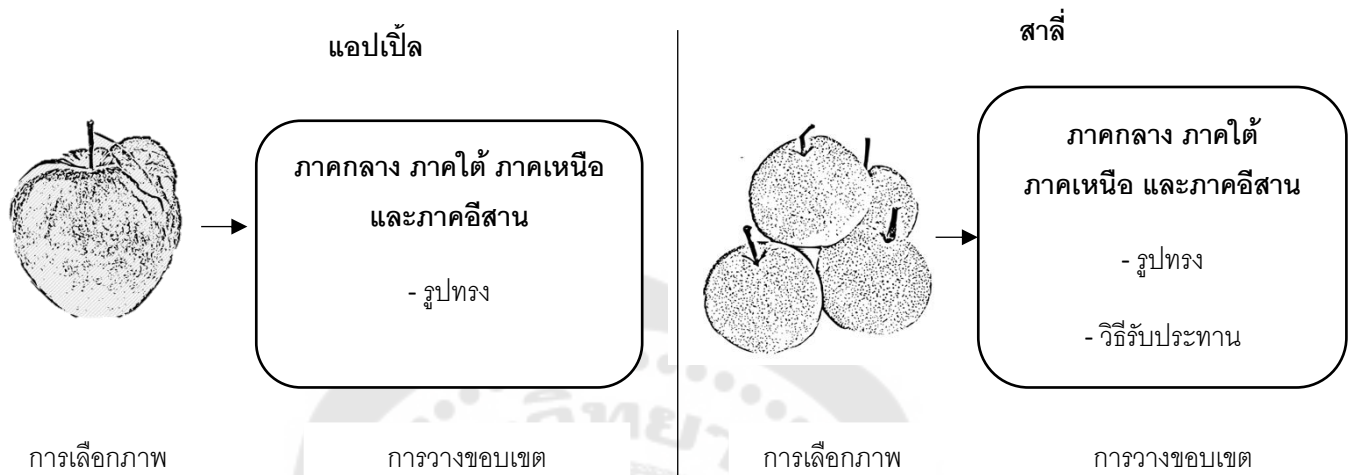 แอปเปิ้ล
ภาคกลาง ภาคใต้ ภาคเหนือ
และภาคอีสาน
- รูปทรง
การเลือกภาพ
การวางขอบเขต
สาลี่
ภาคกลาง ภาคใต้
ภาคเหนือ และภาคอีสาน
- รูปทรง
- วิธีรับประทาน
การเลือกภาพ
การวางขอบเขต